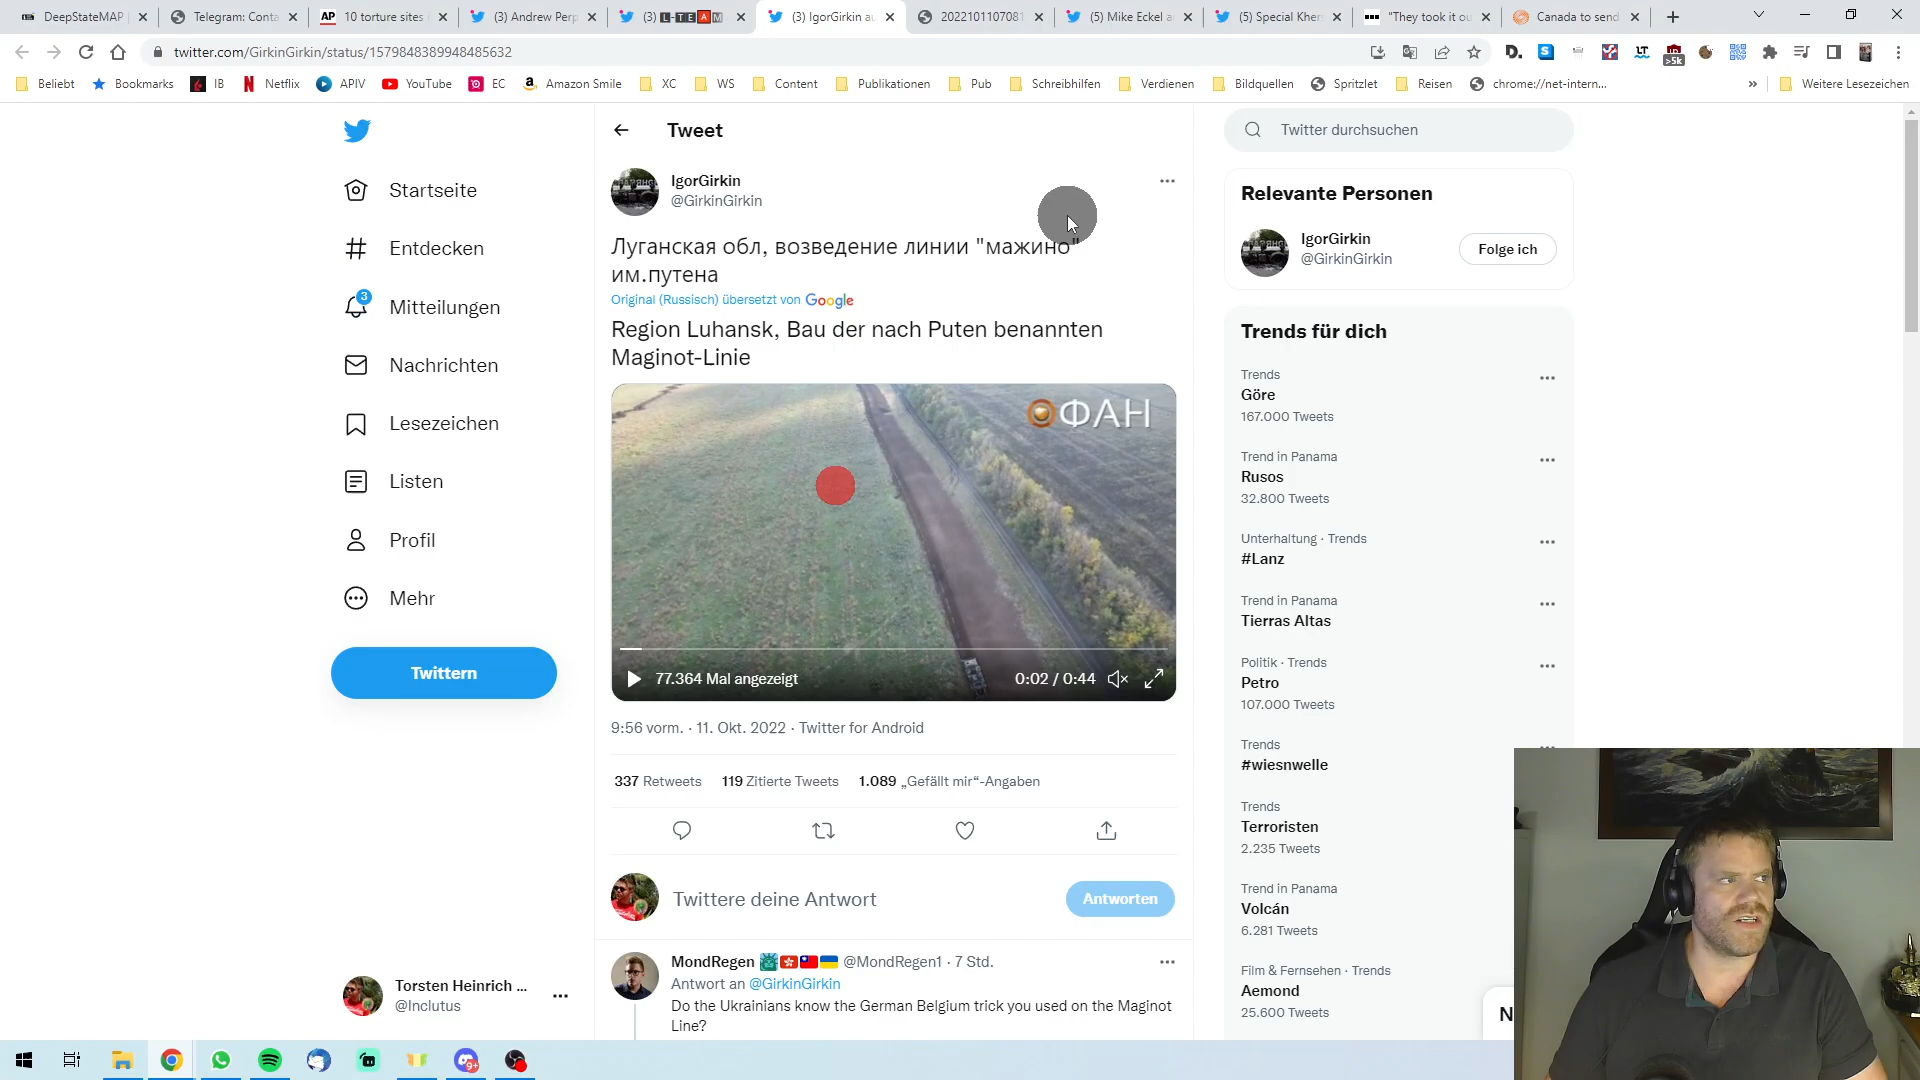 DeepStateMAP |
Telegram: Conta
10 torture sites i
(3) Andrew Perp
(3) L-TEAM
(3) IgorGirkin au
2022101107081
(5) Mike Eckel a
(5) Special Khers
"They took it ou
Canada to send
twitter.com/GirkinGirkin/status/1579848389948485632
>5k
Beliebt
Bookmarks
IB
Netflix
APIV
YouTube
EC
Amazon Smile
XC
WS
Content
Publikationen
Pub
Schreibhilfen
Verdienen
Bildquellen
Spritzlet
Reisen
chrome://net-intern...
»
Weitere Lesezeichen
Startseite
Entdecken
3
Mitteilungen
Nachrichten
Lesezeichen
Listen
Profil
Mehr
Twittern
Torsten Heinrich ...
@Inclutus
Tweet
IgorGirkin
@GirkinGirkin
Луганская обл, возведение линии "мажино"
им.путена
Original (Russisch) übersetzt von Google
Region Luhansk, Bau der nach Puten benannten
Maginot-Linie
ФАН
77.364 Mal angezeigt
0:02 / 0:44
9:56 vorm. · 11. Okt. 2022 · Twitter for Android
337 Retweets 119 Zitierte Tweets 1.089 „Gefällt mir“-Angaben
Twittere deine Antwort
Antworten
MondRegen @MondRegen1 · 7 Std.
Antwort an @GirkinGirkin
Do the Ukrainians know the German Belgium trick you used on the Maginot
Line?
Twitter durchsuchen
Relevante Personen
IgorGirkin
@GirkinGirkin
Folge ich
Trends für dich
Trends
Göre
167.000 Tweets
Trend in Panama
Rusos
32.800 Tweets
Unterhaltung · Trends
#Lanz
Trend in Panama
Tierras Altas
Politik · Trends
Petro
107.000 Tweets
Trends
#wiesnwelle
Trends
Terroristen
2.235 Tweets
Trend in Panama
Volcán
6.281 Tweets
Film & Fernsehen · Trends
Aemond
25.600 Tweets
N
9+